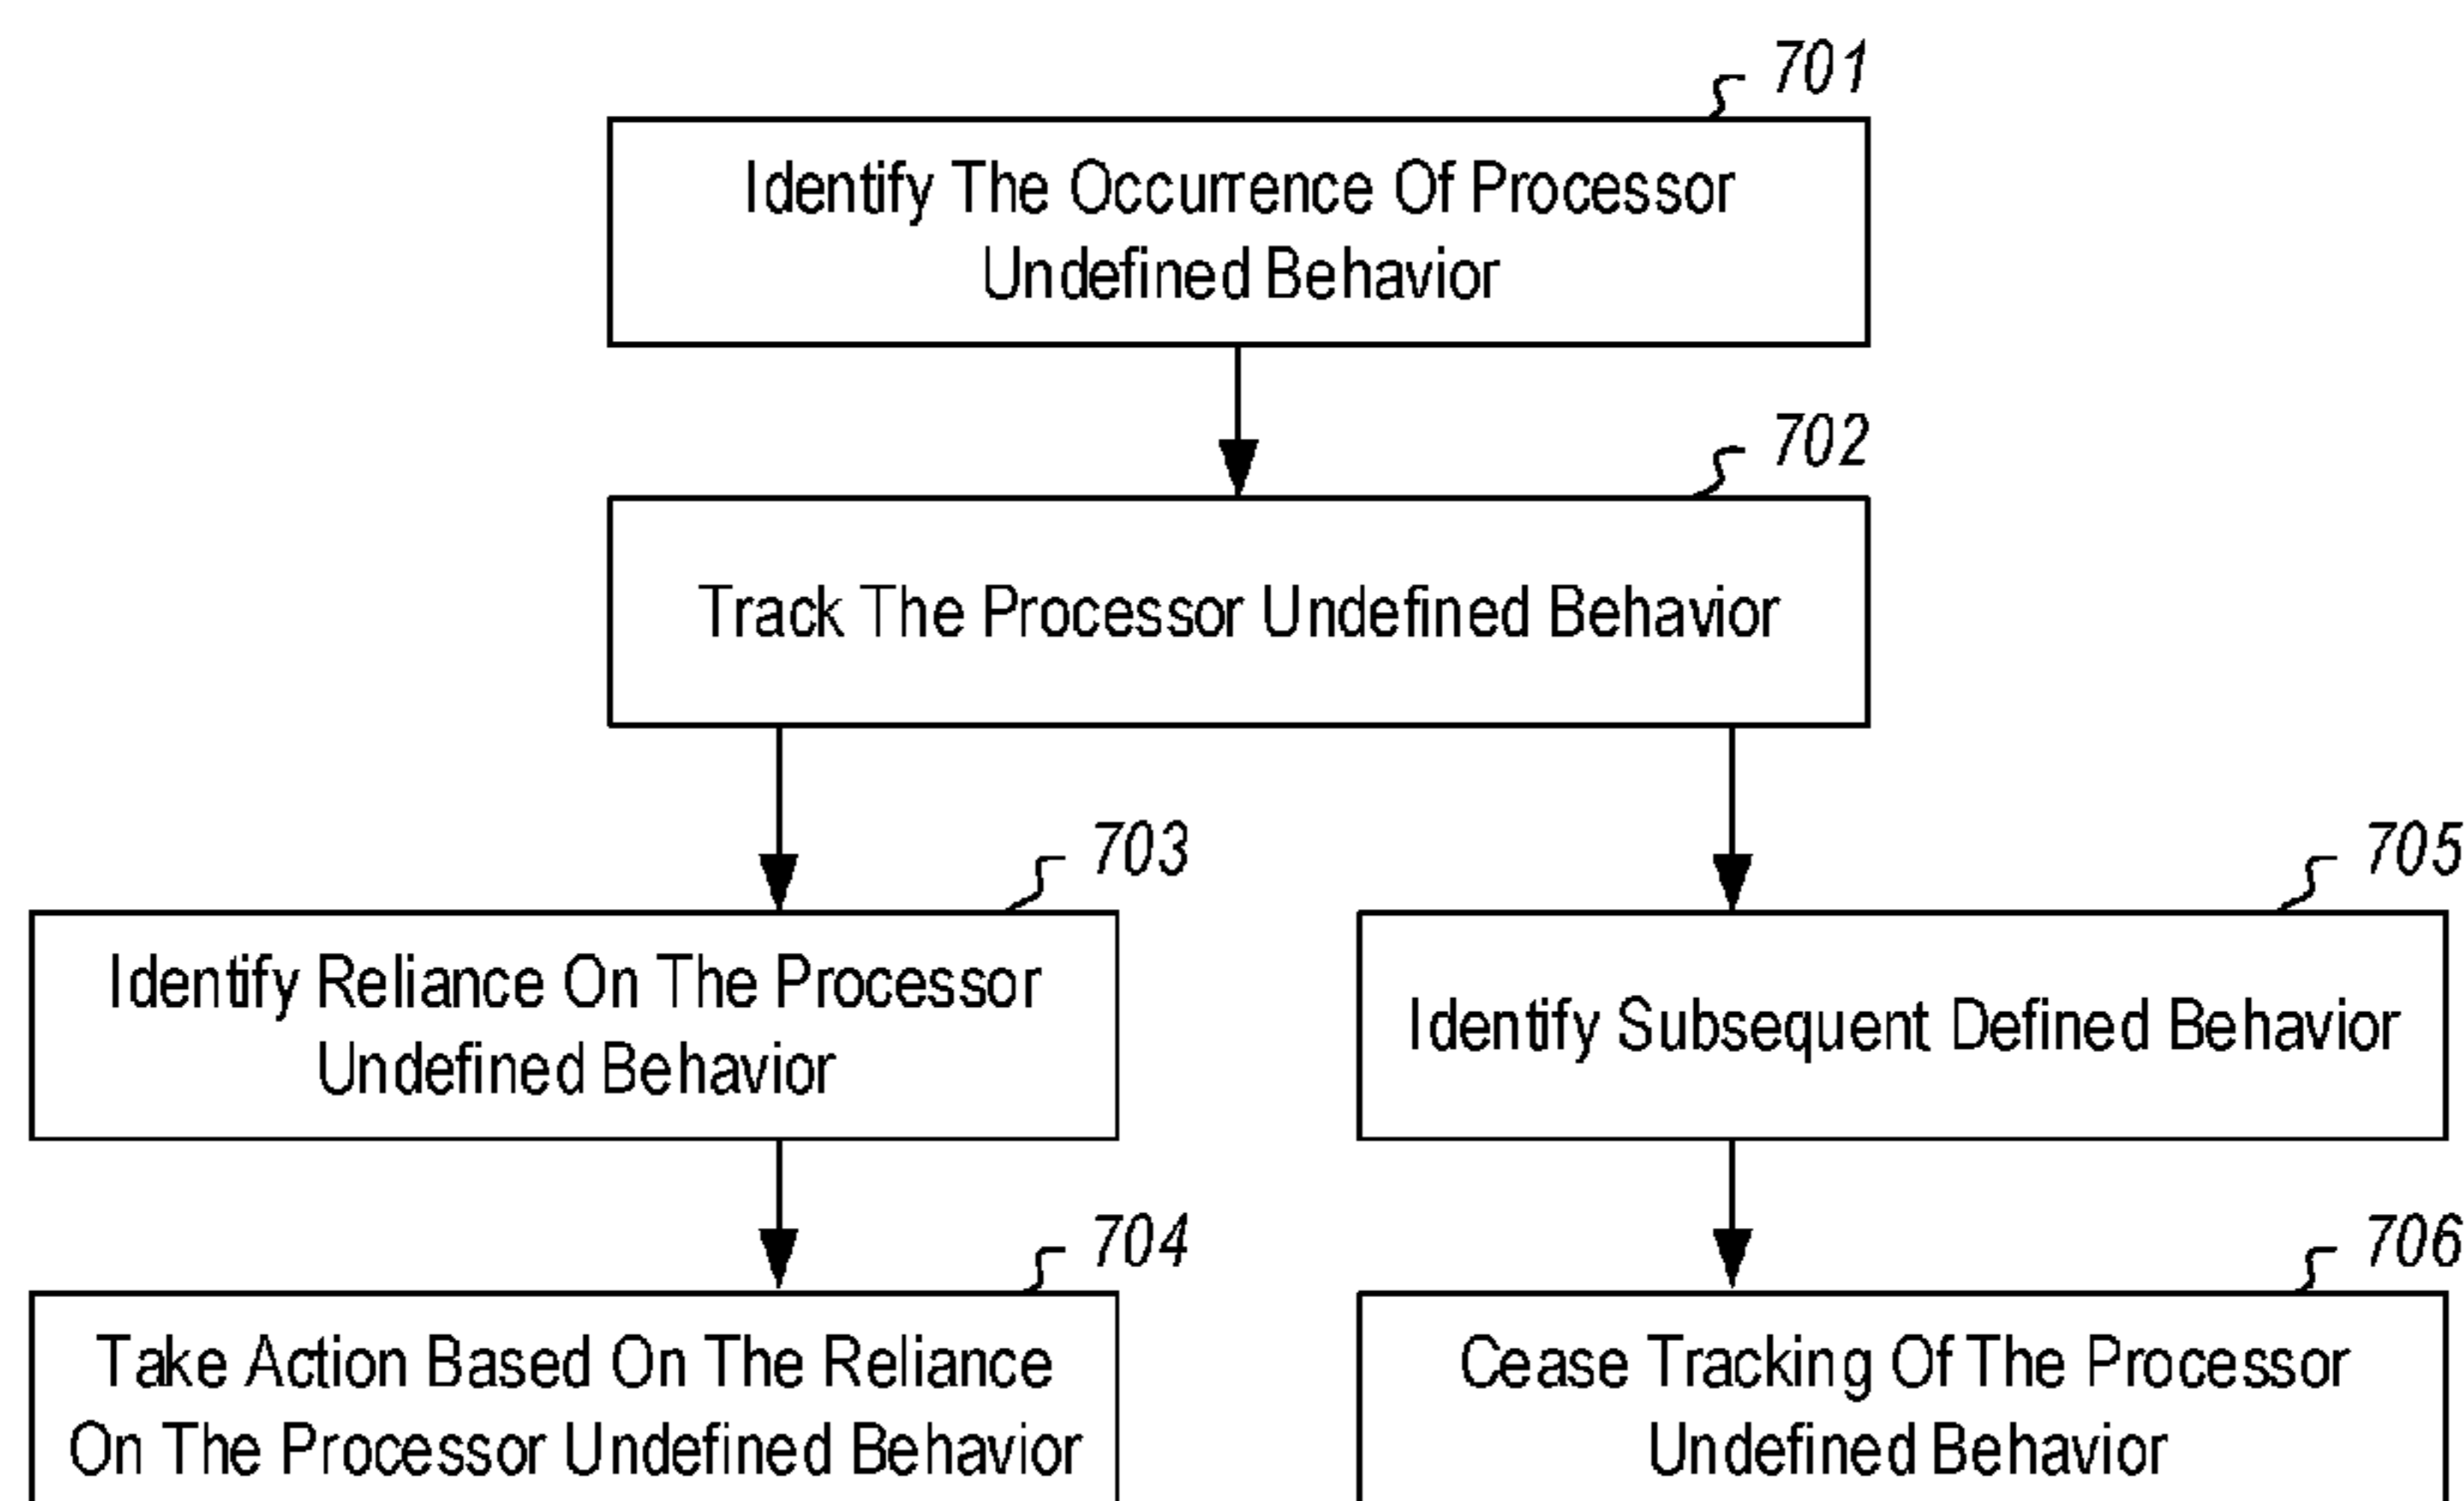 701
Identify The Occurrence Of Processor
Undefined Behavior
702
Track The Processor Undefined Behavior
703
Identify Reliance On The Processor
Undefined Behavior
704
Take Action Based On The Reliance
On The Processor Undefined Behavior
705
Identify Subsequent Defined Behavior
706
Cease Tracking Of The Processor
Undefined Behavior